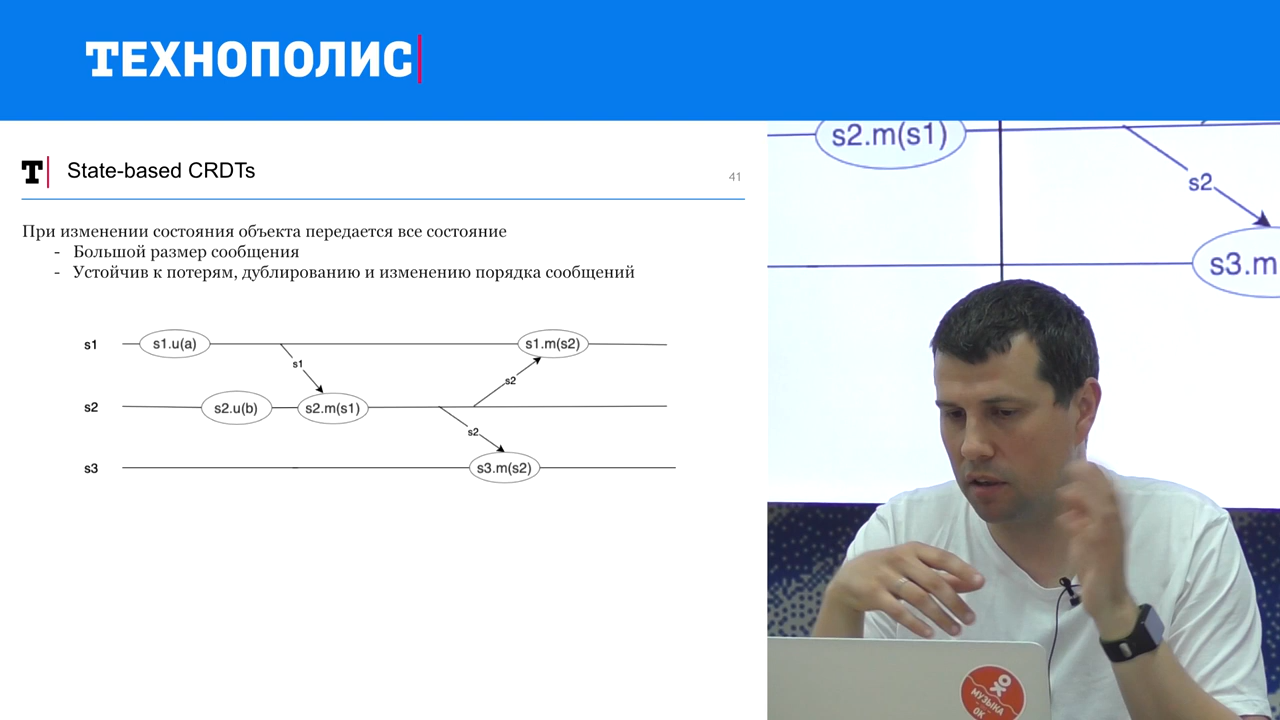 ТЕХНОПОЛИС
Т State-based CRDTs
41
При изменении состояния объекта передается все состояние
- Большой размер сообщения
- Устойчив к потерям, дублированию и изменению порядка сообщений
s1 s1.u(a) s1.m(s2)
s1 s2
s2 s2.u(b) s2.m(s1)
s2
s3 s3.m(s2)
s2.m(s1)
s2
s3.m
МУЗЫКА
ОК